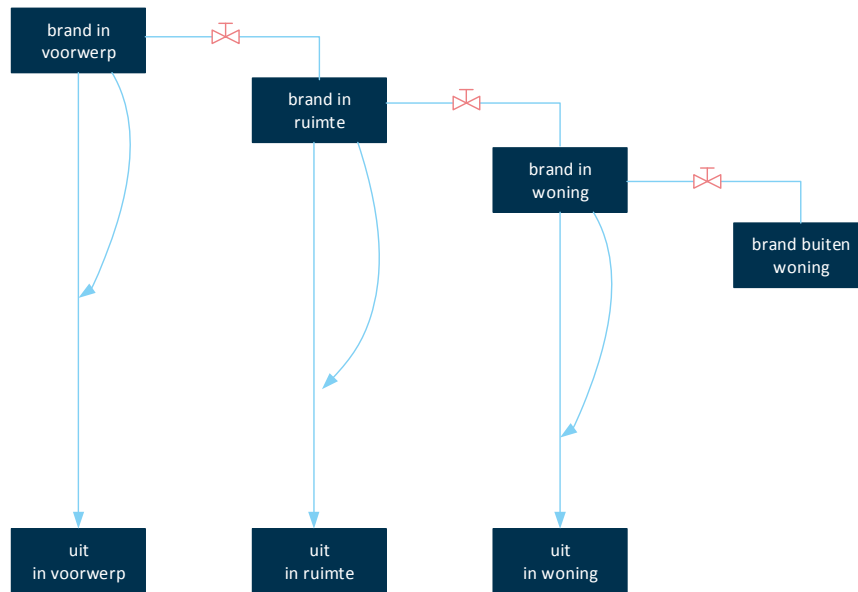 brand in
voorwerp
brand in
ruimte
brand in
woning
brand buiten
woning
uit
in voorwerp
uit
in ruimte
uit
in woning